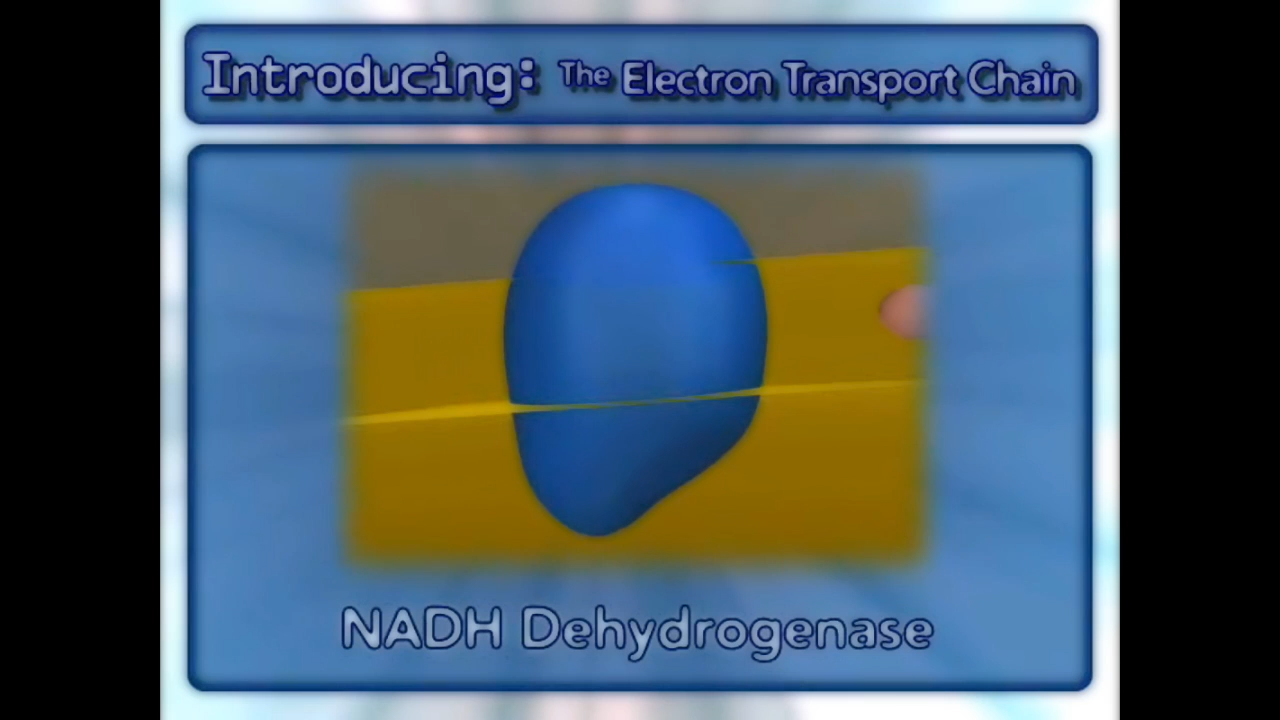 Introducing: The Electron Transport Chain
NADH Dehydrogenase